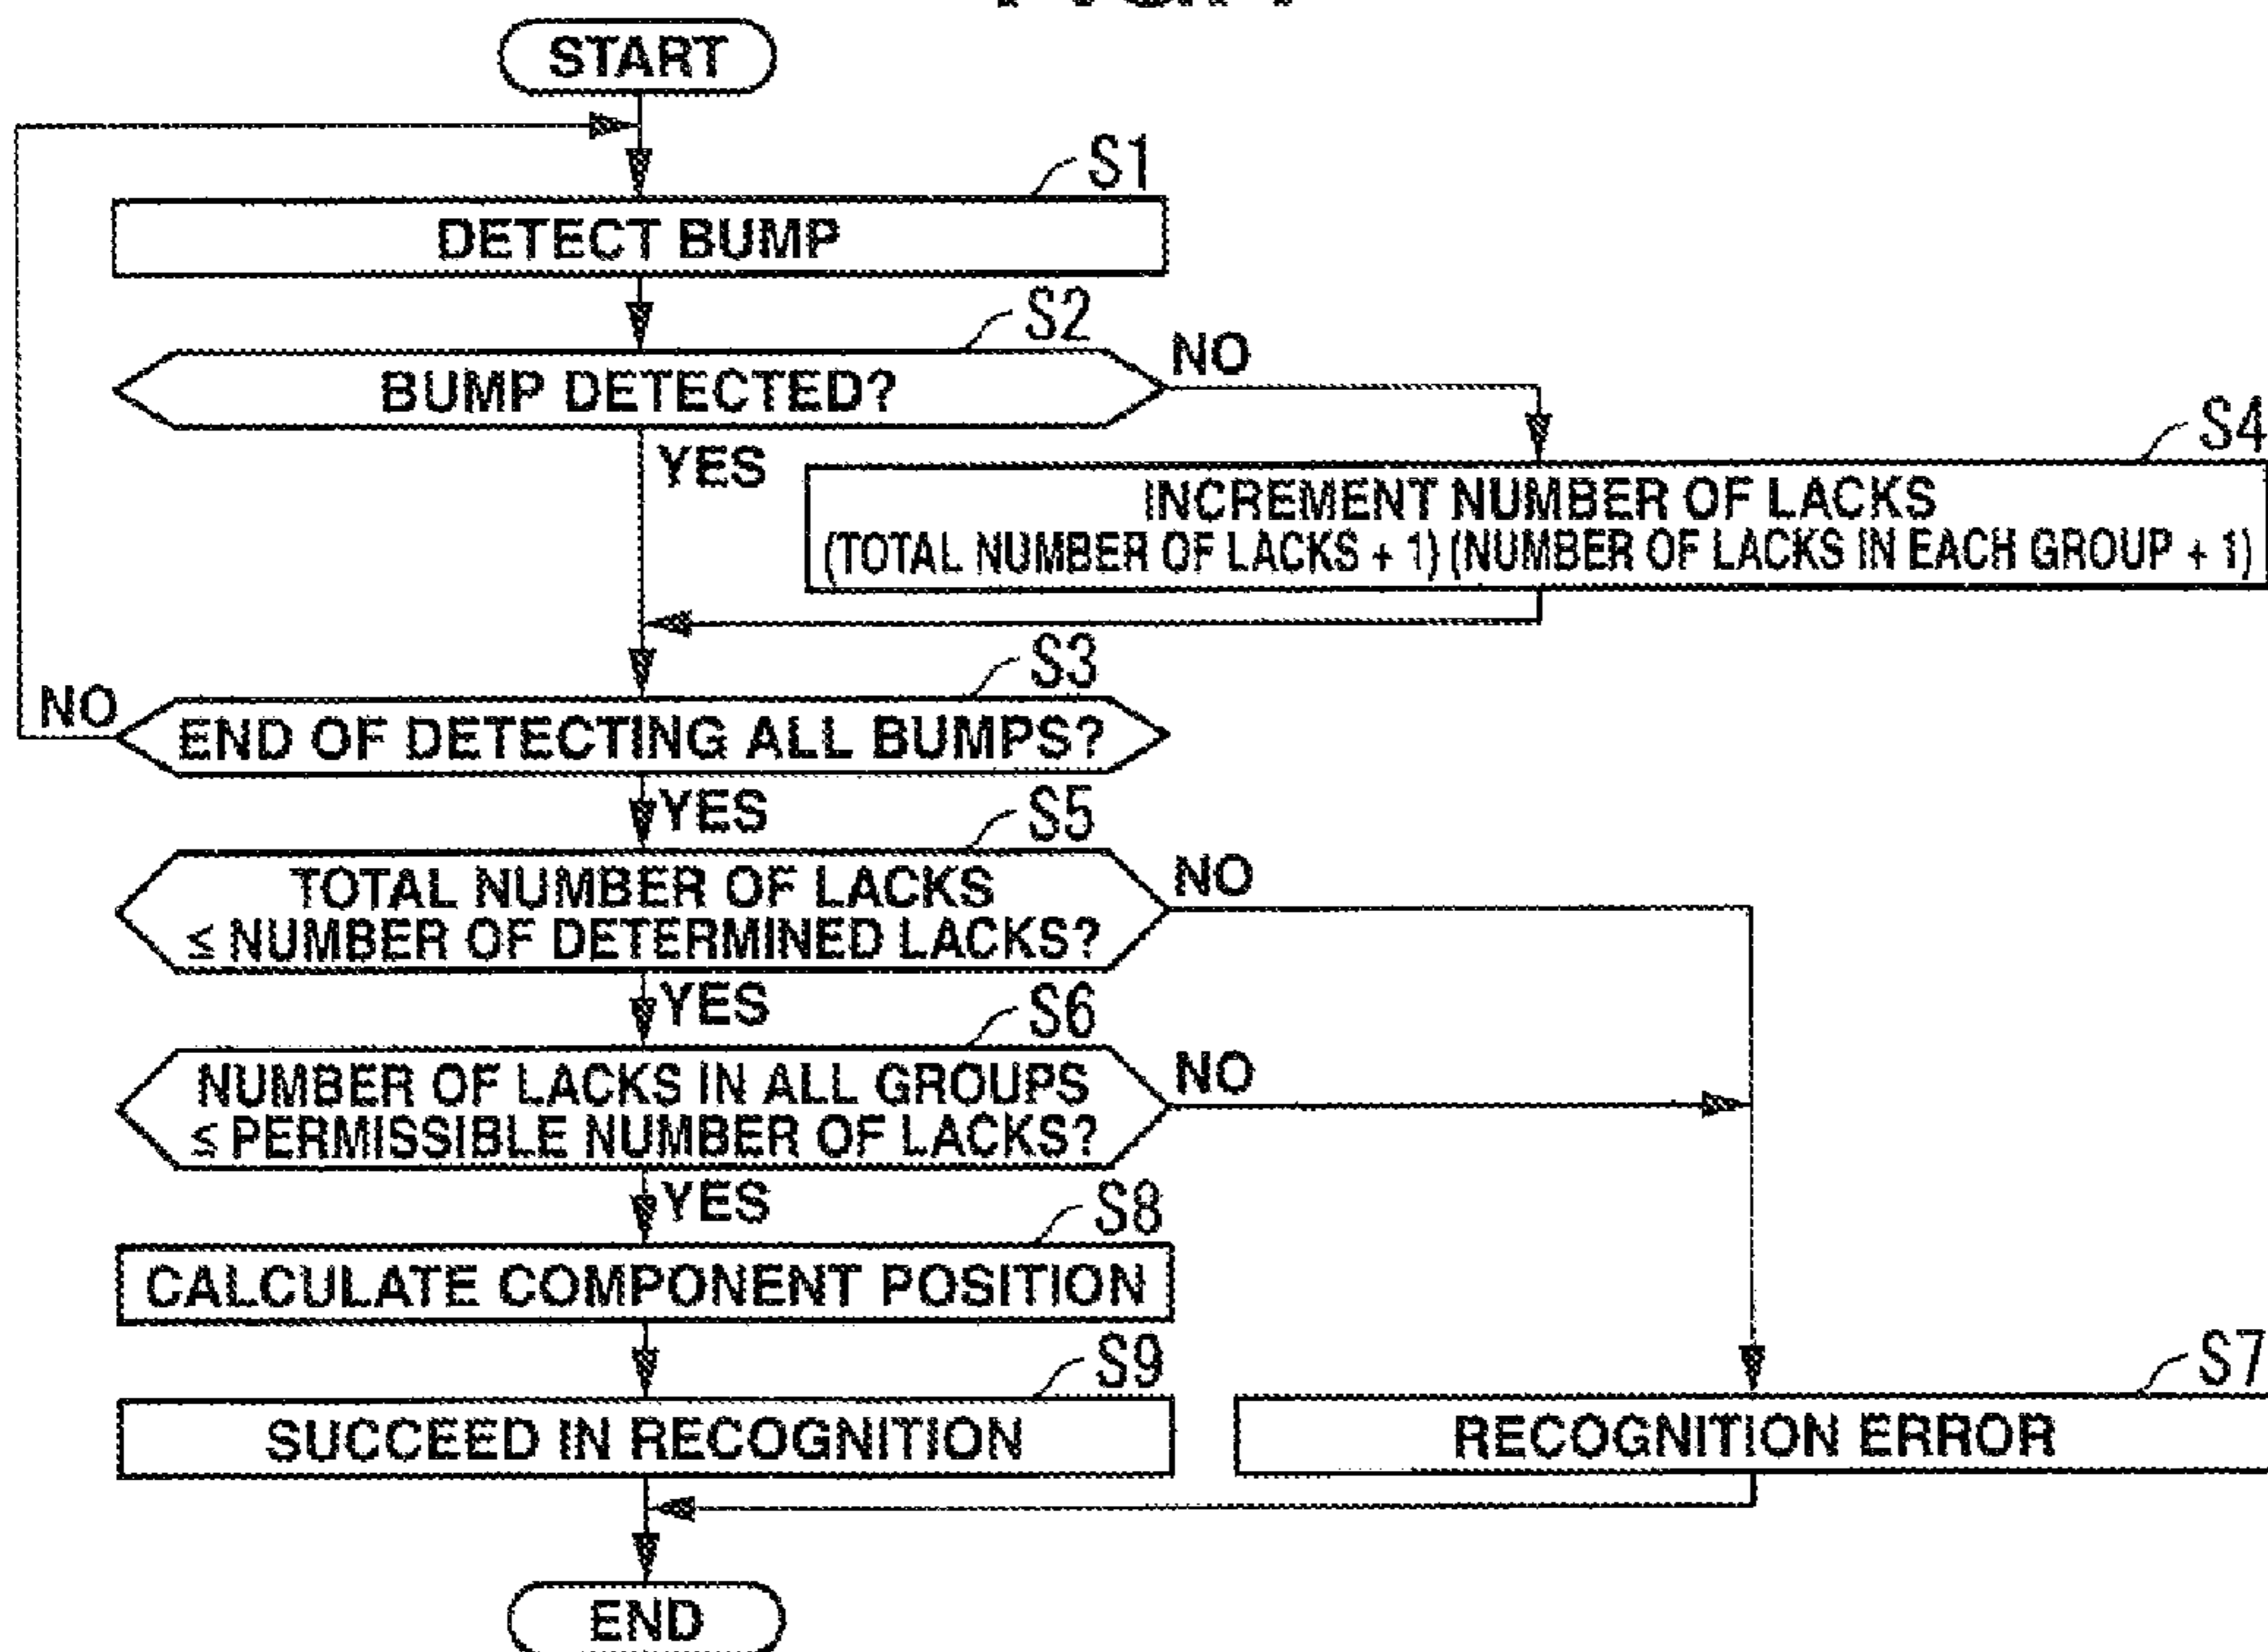 START
S1
DETECT BUMP
S2
BUMP DETECTED?
NO
YES
S4
INCREMENT NUMBER OF LACKS
(TOTAL NUMBER OF LACKS + 1) (NUMBER OF LACKS IN EACH GROUP + 1)
S3
NO
END OF DETECTING ALL BUMPS?
YES
S5
TOTAL NUMBER OF LACKS
≤ NUMBER OF DETERMINED LACKS?
NO
YES
S6
NUMBER OF LACKS IN ALL GROUPS
≤ PERMISSIBLE NUMBER OF LACKS?
NO
YES
S8
CALCULATE COMPONENT POSITION
S9
SUCCEED IN RECOGNITION
S7
RECOGNITION ERROR
END